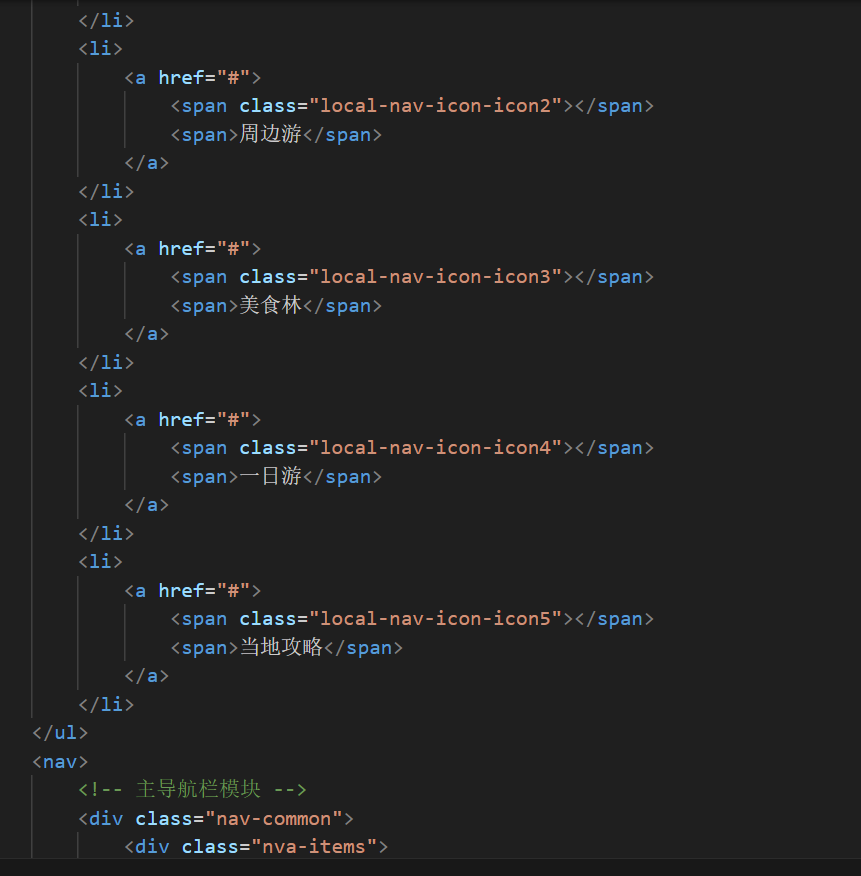 </li>
<li>
<a href="#">
<span class="local-nav-icon-icon2"></span>
<span>周边游</span>
</a>
</li>
<li>
<a href="#">
<span class="local-nav-icon-icon3"></span>
<span>美食林</span>
</a>
</li>
<li>
<a href="#">
<span class="local-nav-icon-icon4"></span>
<span>一日游</span>
</a>
</li>
<li>
<a href="#">
<span class="local-nav-icon-icon5"></span>
<span>当地攻略</span>
</a>
</li>
</ul>
<nav>
<!-- 主导航栏模块 -->
<div class="nav-common">
<div class="nva-items">